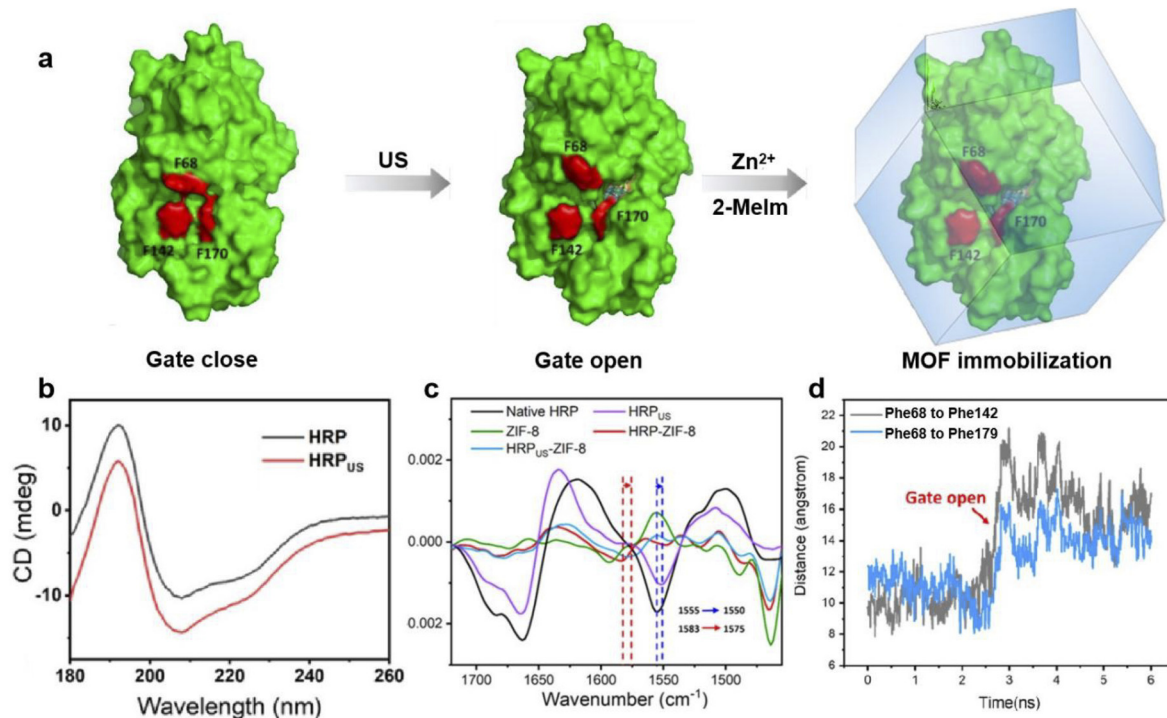 a
F68
F142
F170
US
F68
F142
F170
Zn²⁺
2-MeIm
F68
F142
F170
Gate close
Gate open
MOF immobilization
b
CD (mdeg)
10
0
-10
HRP
HRPUS
180 200 220 240 260
Wavelength (nm)
c
Native HRP
HRPUS
ZIF-8
HRP-ZIF-8
HRPUS-ZIF-8
0.002
0.000
0.002
1555 → 1550
1583 → 1575
1700 1650 1600 1550 1500
Wavenumber (cm⁻¹)
d
Distance (angstrom)
22
20
18
16
14
12
10
8
6
Phe68 to Phe142
Phe68 to Phe179
Gate open
0 1 2 3 4 5 6
Time(ns)